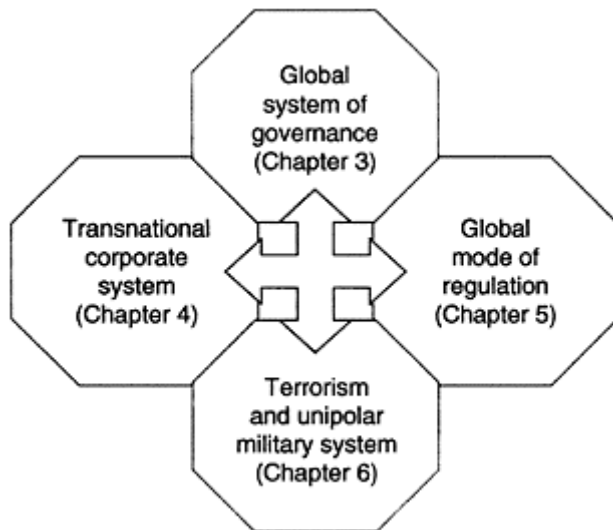 Global
system of
governance
(Chapter 3)
Transnational
corporate
system
(Chapter 4)
Global
mode of
regulation
(Chapter 5)
Terrorism
and unipolar
military system
(Chapter 6)